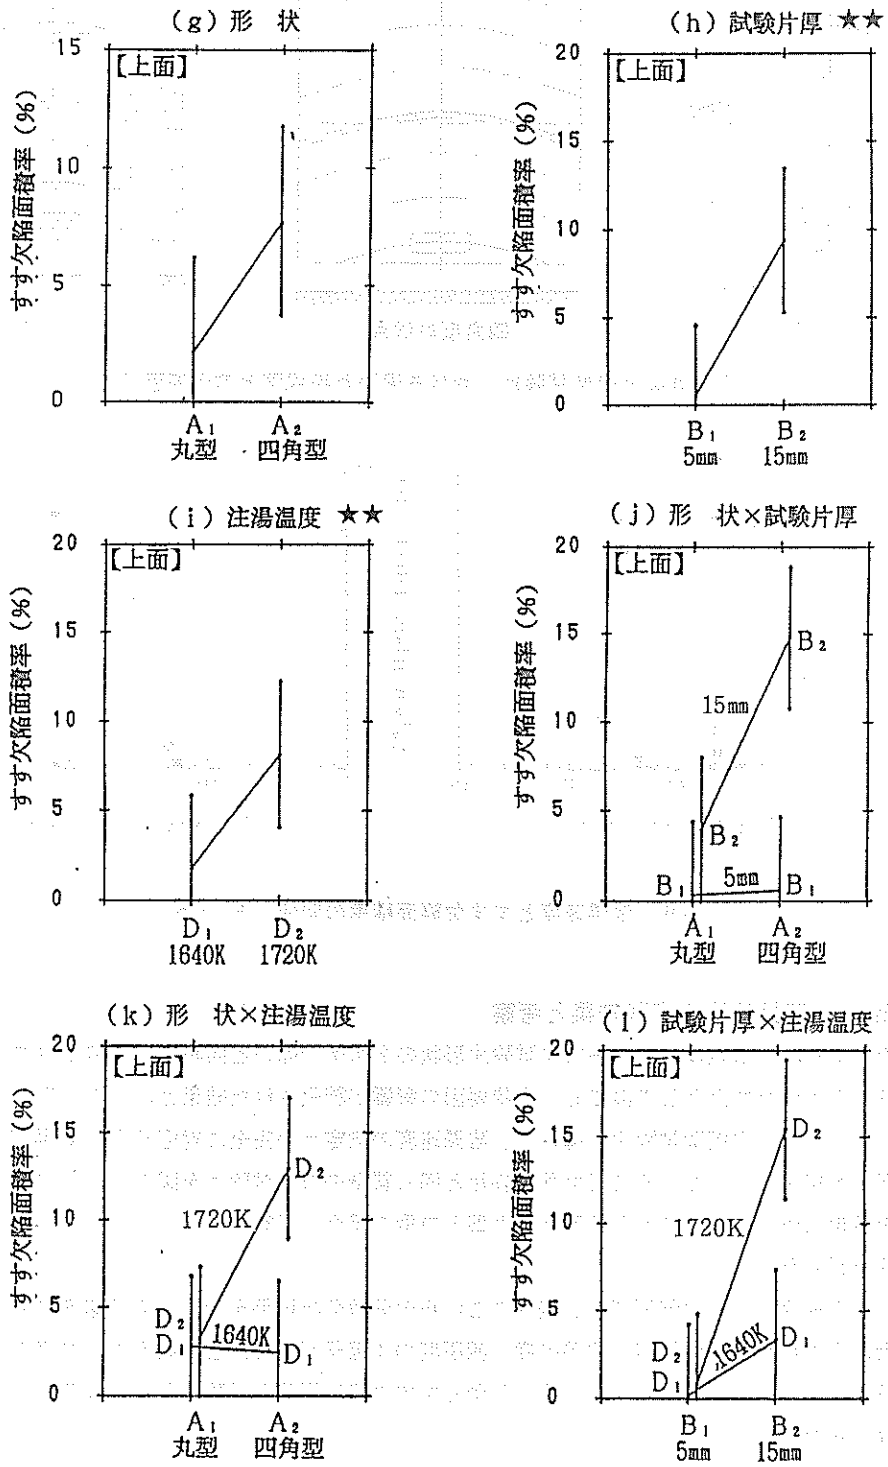 (g) 形 状
15
10
5
0
すす欠陥面積率 (%)
【上面】
A₁
A₂
丸型
四角型
(h) 試験片厚 ★★
20
15
10
5
0
すす欠陥面積率 (%)
【上面】
B₁
B₂
5mm
15mm
(i) 注湯温度 ★★
20
15
10
5
0
すす欠陥面積率 (%)
【上面】
D₁
D₂
1640K
1720K
(j) 形 状×試験片厚
20
15
10
5
0
すす欠陥面積率 (%)
【上面】
B₂
15mm
B₂
B₁
5mm
B₁
A₁
A₂
丸型
四角型
(k) 形 状×注湯温度
20
15
10
5
0
すす欠陥面積率 (%)
【上面】
D₂
1720K
D₂
D₁
1640K
D₁
A₁
A₂
丸型
四角型
(l) 試験片厚×注湯温度
20
15
10
5
0
すす欠陥面積率 (%)
【上面】
D₂
1720K
D₂
D₁
1640K
D₁
B₁
B₂
5mm
15mm